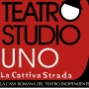 TEATRO
STUDIO
UNO
La Cattiva Strada
LA CASA ROMANA DEL TEATRO INDIPENDENTE